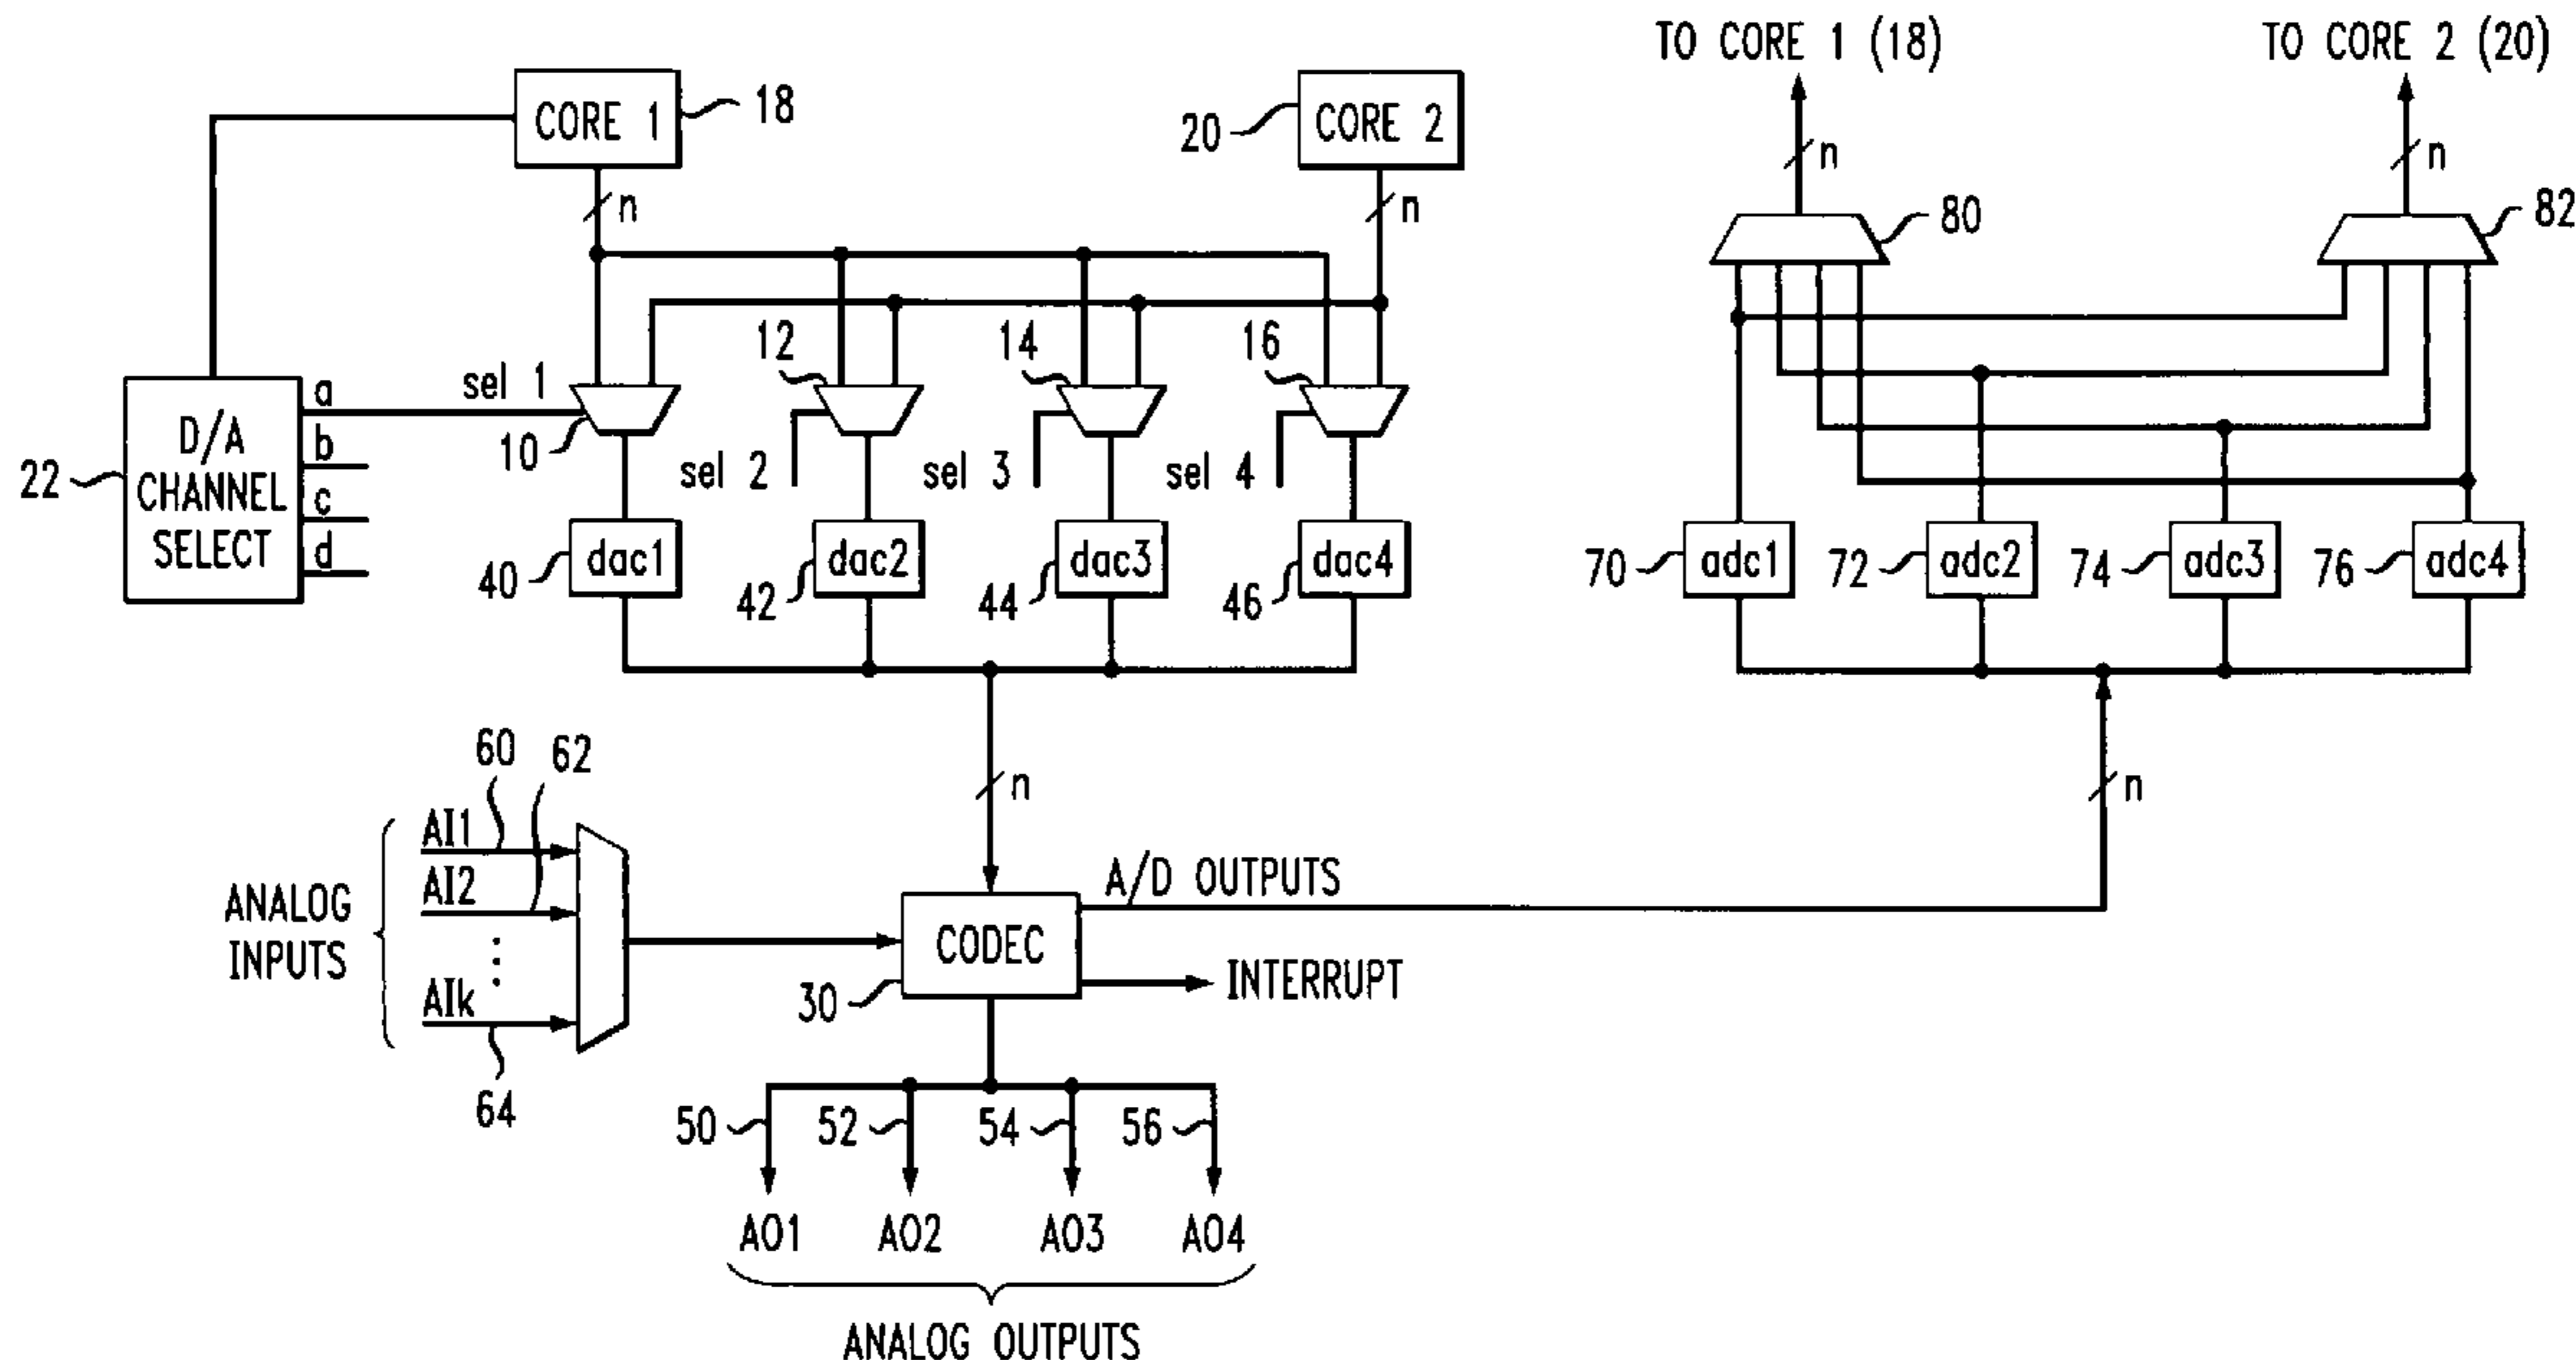 TO CORE 1 (18)
TO CORE 2 (20)
CORE 1
18
20
CORE 2
n
n
n
n
80
82
12
14
16
sel 1
10
sel 2
sel 3
sel 4
22
D/A
CHANNEL
SELECT
a
b
c
d
40
dac1
42
dac2
44
dac3
46
dac4
70
adc1
72
adc2
74
adc3
76
adc4
n
n
60
62
ANALOG
INPUTS
AI1
AI2
⋮
AIk
64
CODEC
30
A/D OUTPUTS
INTERRUPT
50
52
54
56
AO1
AO2
AO3
AO4
ANALOG OUTPUTS